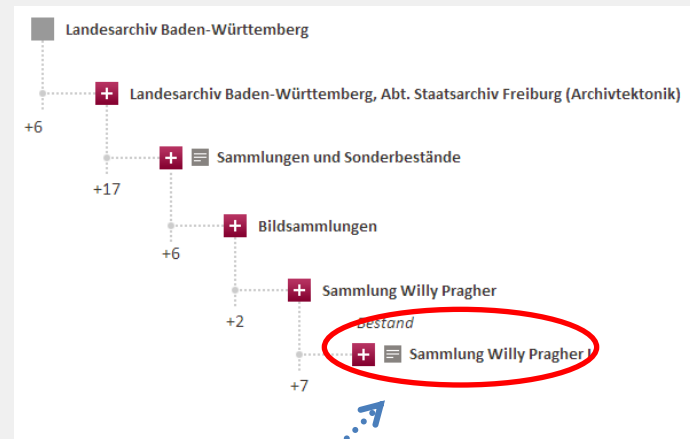 Landesarchiv Baden-Württemberg
Landesarchiv Baden-Württemberg, Abt. Staatsarchiv Freiburg (Archivtektonik)
+6
Sammlungen und Sonderbestände
+17
Bildsammlungen
+6
Sammlung Willy Pragher
+2
Bestand
Sammlung Willy Pragher I
+7